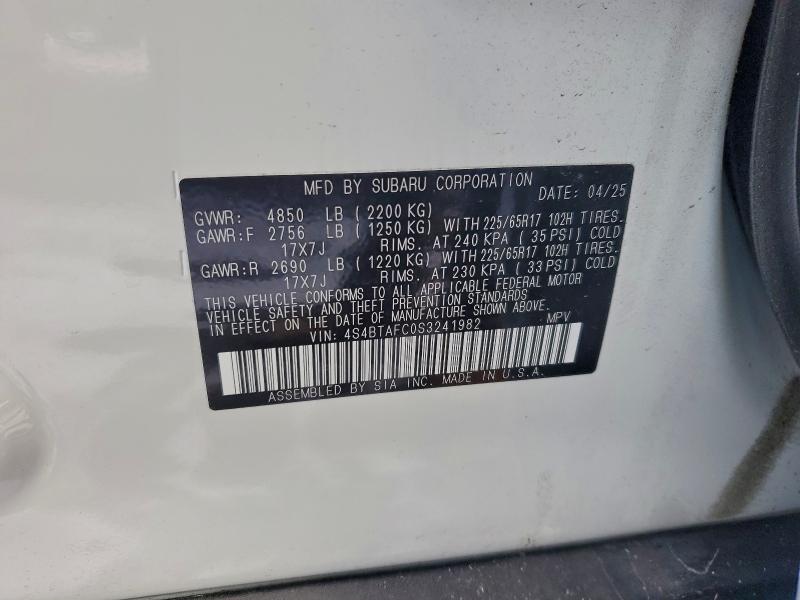 MFD BY SUBARU CORPORATION DATE: 04/25
GVWR: 4850 LB (2200 KG)
GAWR:F 2756 LB (1250 KG) WITH 225/65R17 102H TIRES.
17X7J RIMS. AT 240 KPA ( 35 PSI) COLD
GAWR:R 2690 LB (1220 KG) WITH 225/65R17 102H TIRES.
17X7J RIMS. AT 230 KPA ( 33 PSI) COLD
THIS VEHICLE CONFORMS TO ALL APPLICABLE FEDERAL MOTOR
VEHICLE SAFETY AND THEFT PREVENTION STANDARDS
IN EFFECT ON THE DATE OF MANUFACTURE SHOWN ABOVE.
VIN: 4S4BTAFC0S3241982 MPV
ASSEMBLED BY SIA INC. MADE IN U.S.A.